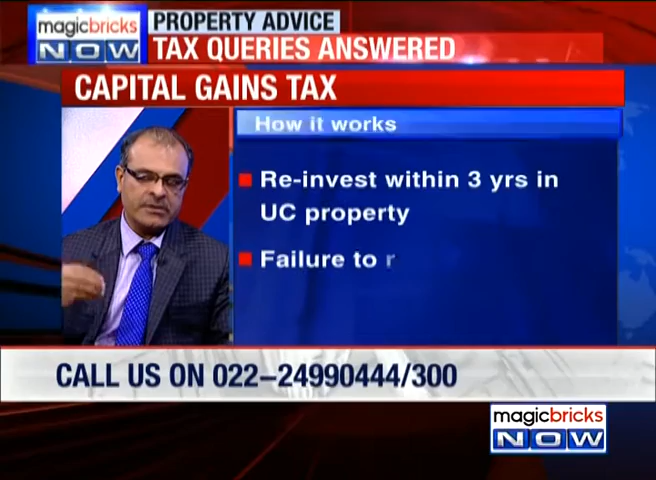 magicbricks
NOW
PROPERTY ADVICE
TAX QUERIES ANSWERED
CAPITAL GAINS TAX
How it works
Re-invest within 3 yrs in
UC property
Failure to r
CALL US ON 022–24990444/300
magicbricks
NOW